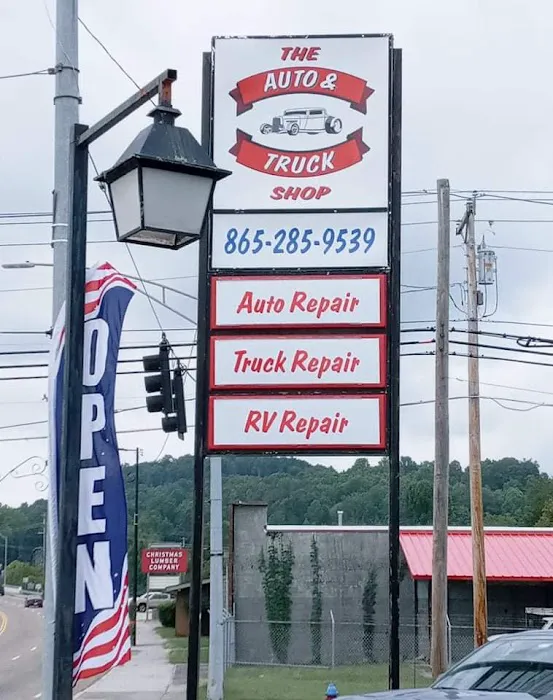 THE
AUTO &
TRUCK
SHOP
865-285-9539
Auto Repair
Truck Repair
RV Repair
OPEN
CHRISTMAS
LUMBER
COMPANY